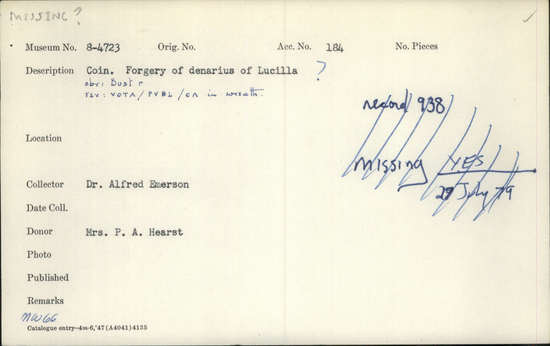 MISSING?
Museum No. 8-4723 Orig. No. Acc. No. 184 No. Pieces
Description Coin. Forgery of denarius of Lucilla ?
obv: Bust r
rev: VOTA/PVBL/CA in wreath.
record 938
Location
missing YES
29 July 79
Collector Dr. Alfred Emerson
Date Coll.
Donor Mrs. P. A. Hearst
Photo
Published
Remarks
Catalogue entry—4m-6,'47 (A4041)4135